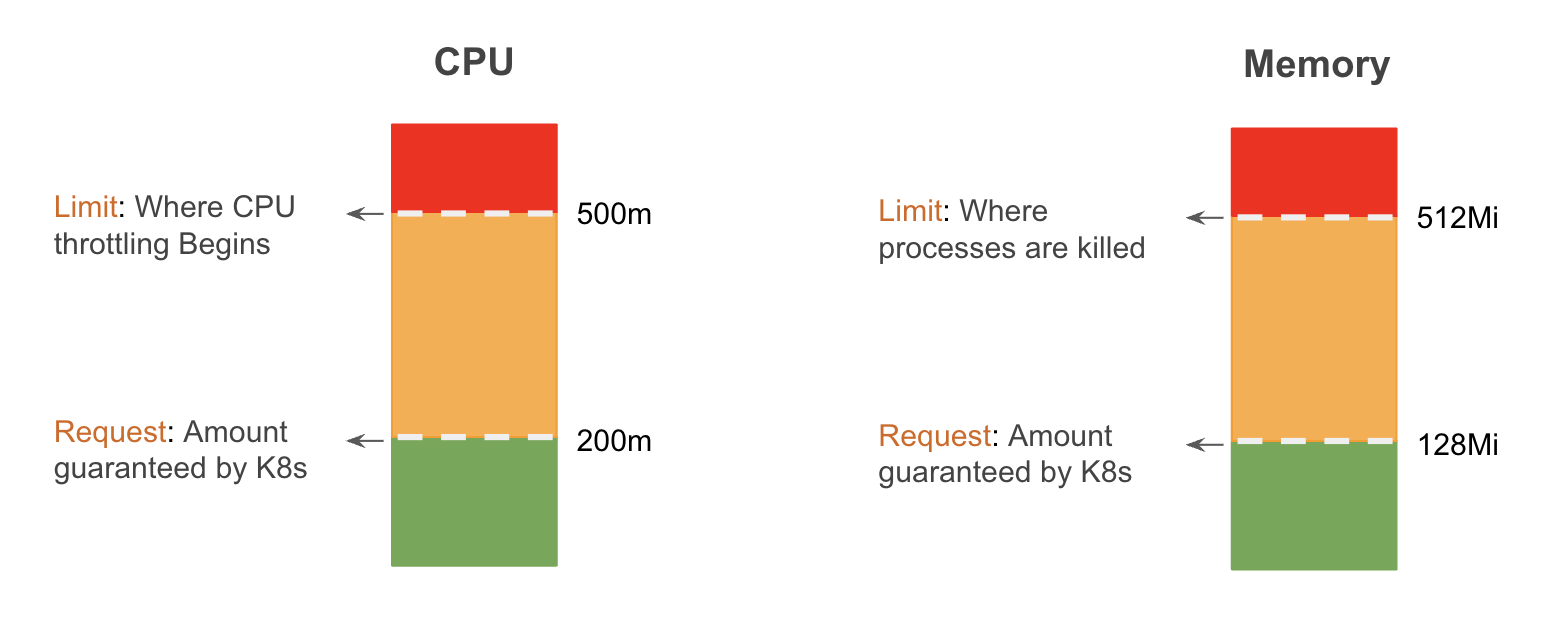 CPU
Limit: Where CPU
throttling Begins
500m
Request: Amount
guaranteed by K8s
200m
Memory
Limit: Where
processes are killed
512Mi
Request: Amount
guaranteed by K8s
128Mi